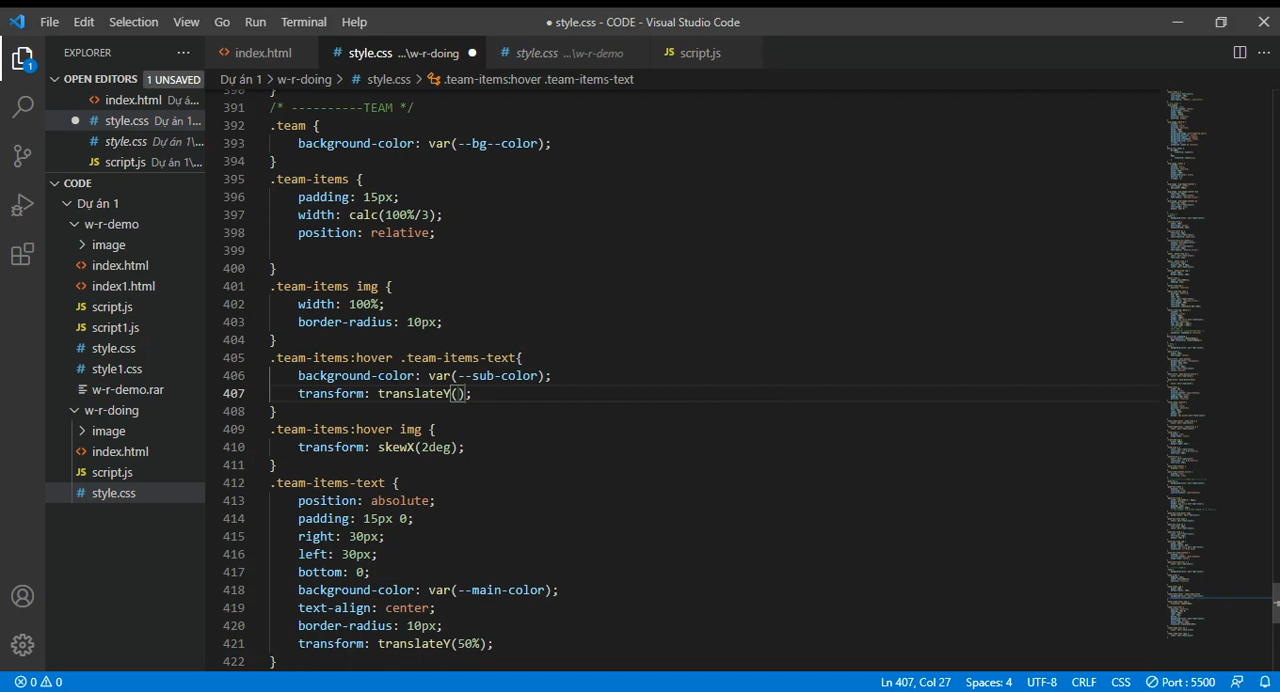 File Edit Selection View Go Run Terminal Help
● style.css - CODE - Visual Studio Code
EXPLORER
index.html
style.css ...\w-r-doing
style.css ...\w-r-demo
JS script.js
1
OPEN EDITORS 1 UNSAVED
index.html Dự á...
# style.css Dự án 1...
# style.css Dự án 1\...
JS script.js Dự án 1\...
CODE
Dự án 1
w-r-demo
image
index.html
index1.html
JS script.js
JS script1.js
# style.css
# style1.css
w-r-demo.rar
w-r-doing
image
index.html
JS script.js
# style.css
Dự án 1 > w-r-doing > # style.css > .team-items:hover .team-items-text
390 }
391 /* ----------TEAM */
392 .team {
393 background-color: var(--bg--color);
394 }
395 .team-items {
396 padding: 15px;
397 width: calc(100%/3);
398 position: relative;
399
400 }
401 .team-items img {
402 width: 100%;
403 border-radius: 10px;
404 }
405 .team-items:hover .team-items-text{
406 background-color: var(--sub-color);
407 transform: translateY();
408 }
409 .team-items:hover img {
410 transform: skewX(2deg);
411 }
412 .team-items-text {
413 position: absolute;
414 padding: 15px 0;
415 right: 30px;
416 left: 30px;
417 bottom: 0;
418 background-color: var(--main-color);
419 text-align: center;
420 border-radius: 10px;
421 transform: translateY(50%);
422 }
0 0
Ln 407, Col 27 Spaces: 4 UTF-8 CRLF CSS Port : 5500